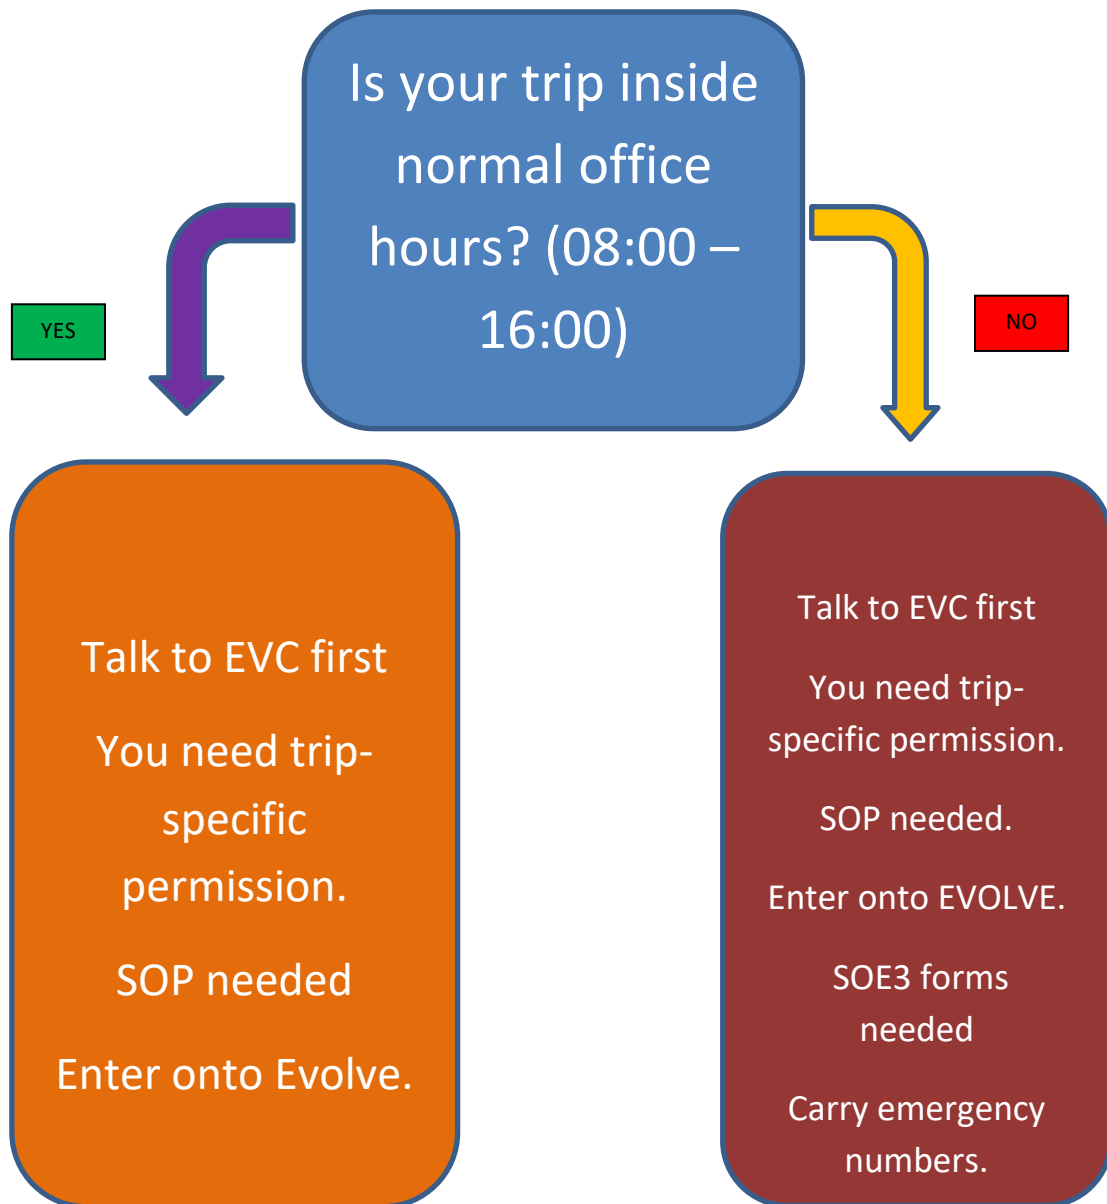 Is your trip inside
normal office
hours? (08:00 –
16:00)
YES
NO
Talk to EVC first
You need trip-
specific
permission.
SOP needed
Enter onto Evolve.
Talk to EVC first
You need trip-
specific permission.
SOP needed.
Enter onto EVOLVE.
SOE3 forms
needed
Carry emergency
numbers.